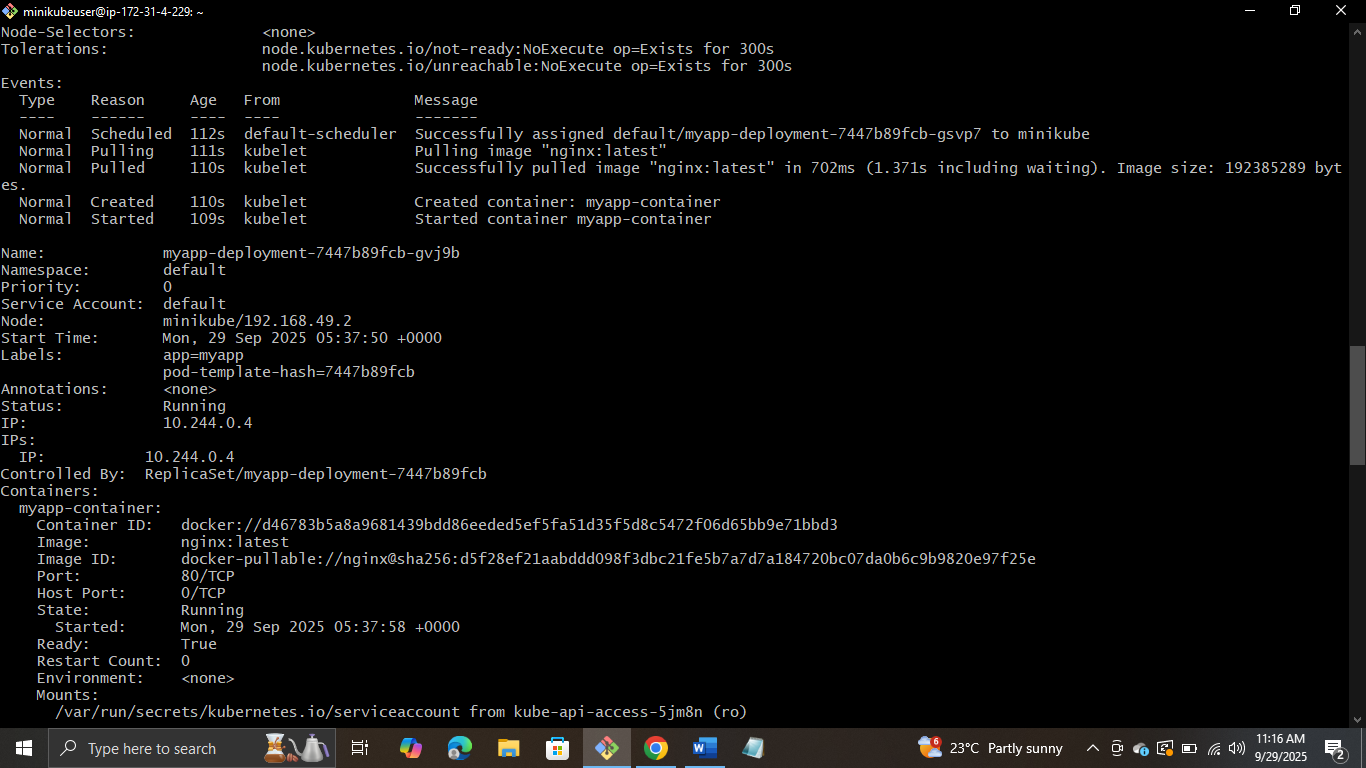 minikubeuser@ip-172-31-4-229: ~
Node-Selectors:              <none>
Tolerations:                 node.kubernetes.io/not-ready:NoExecute op=Exists for 300s
                             node.kubernetes.io/unreachable:NoExecute op=Exists for 300s
Events:
  Type    Reason     Age   From               Message
  ----    ------     ----  ----               -------
  Normal  Scheduled  112s  default-scheduler  Successfully assigned default/myapp-deployment-7447b89fcb-gsvp7 to minikube
  Normal  Pulling    111s  kubelet            Pulling image "nginx:latest"
  Normal  Pulled     110s  kubelet            Successfully pulled image "nginx:latest" in 702ms (1.371s including waiting). Image size: 192385289 byt
es.
  Normal  Created    110s  kubelet            Created container: myapp-container
  Normal  Started    109s  kubelet            Started container myapp-container
Name:             myapp-deployment-7447b89fcb-gvj9b
Namespace:        default
Priority:         0
Service Account:  default
Node:             minikube/192.168.49.2
Start Time:       Mon, 29 Sep 2025 05:37:50 +0000
Labels:           app=myapp
                  pod-template-hash=7447b89fcb
Annotations:      <none>
Status:           Running
IP:               10.244.0.4
IPs:
  IP:           10.244.0.4
Controlled By:  ReplicaSet/myapp-deployment-7447b89fcb
Containers:
  myapp-container:
    Container ID:   docker://d46783b5a8a9681439bdd86eeded5ef5fa51d35f5d8c5472f06d65bb9e71bbd3
    Image:          nginx:latest
    Image ID:       docker-pullable://nginx@sha256:d5f28ef21aabddd098f3dbc21fe5b7a7d7a184720bc07da0b6c9b9820e97f25e
    Port:           80/TCP
    Host Port:      0/TCP
    State:          Running
      Started:      Mon, 29 Sep 2025 05:37:58 +0000
    Ready:          True
    Restart Count:  0
    Environment:    <none>
    Mounts:
      /var/run/secrets/kubernetes.io/serviceaccount from kube-api-access-5jm8n (ro)
Type here to search
6
23°C Partly sunny
11:16 AM
9/29/2025
2